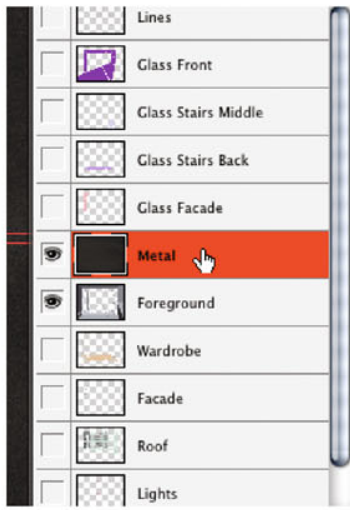 Lines
Glass Front
Glass Stairs Middle
Glass Stairs Back
Glass Facade
Metal
Foreground
Wardrobe
Facade
Roof
Lights